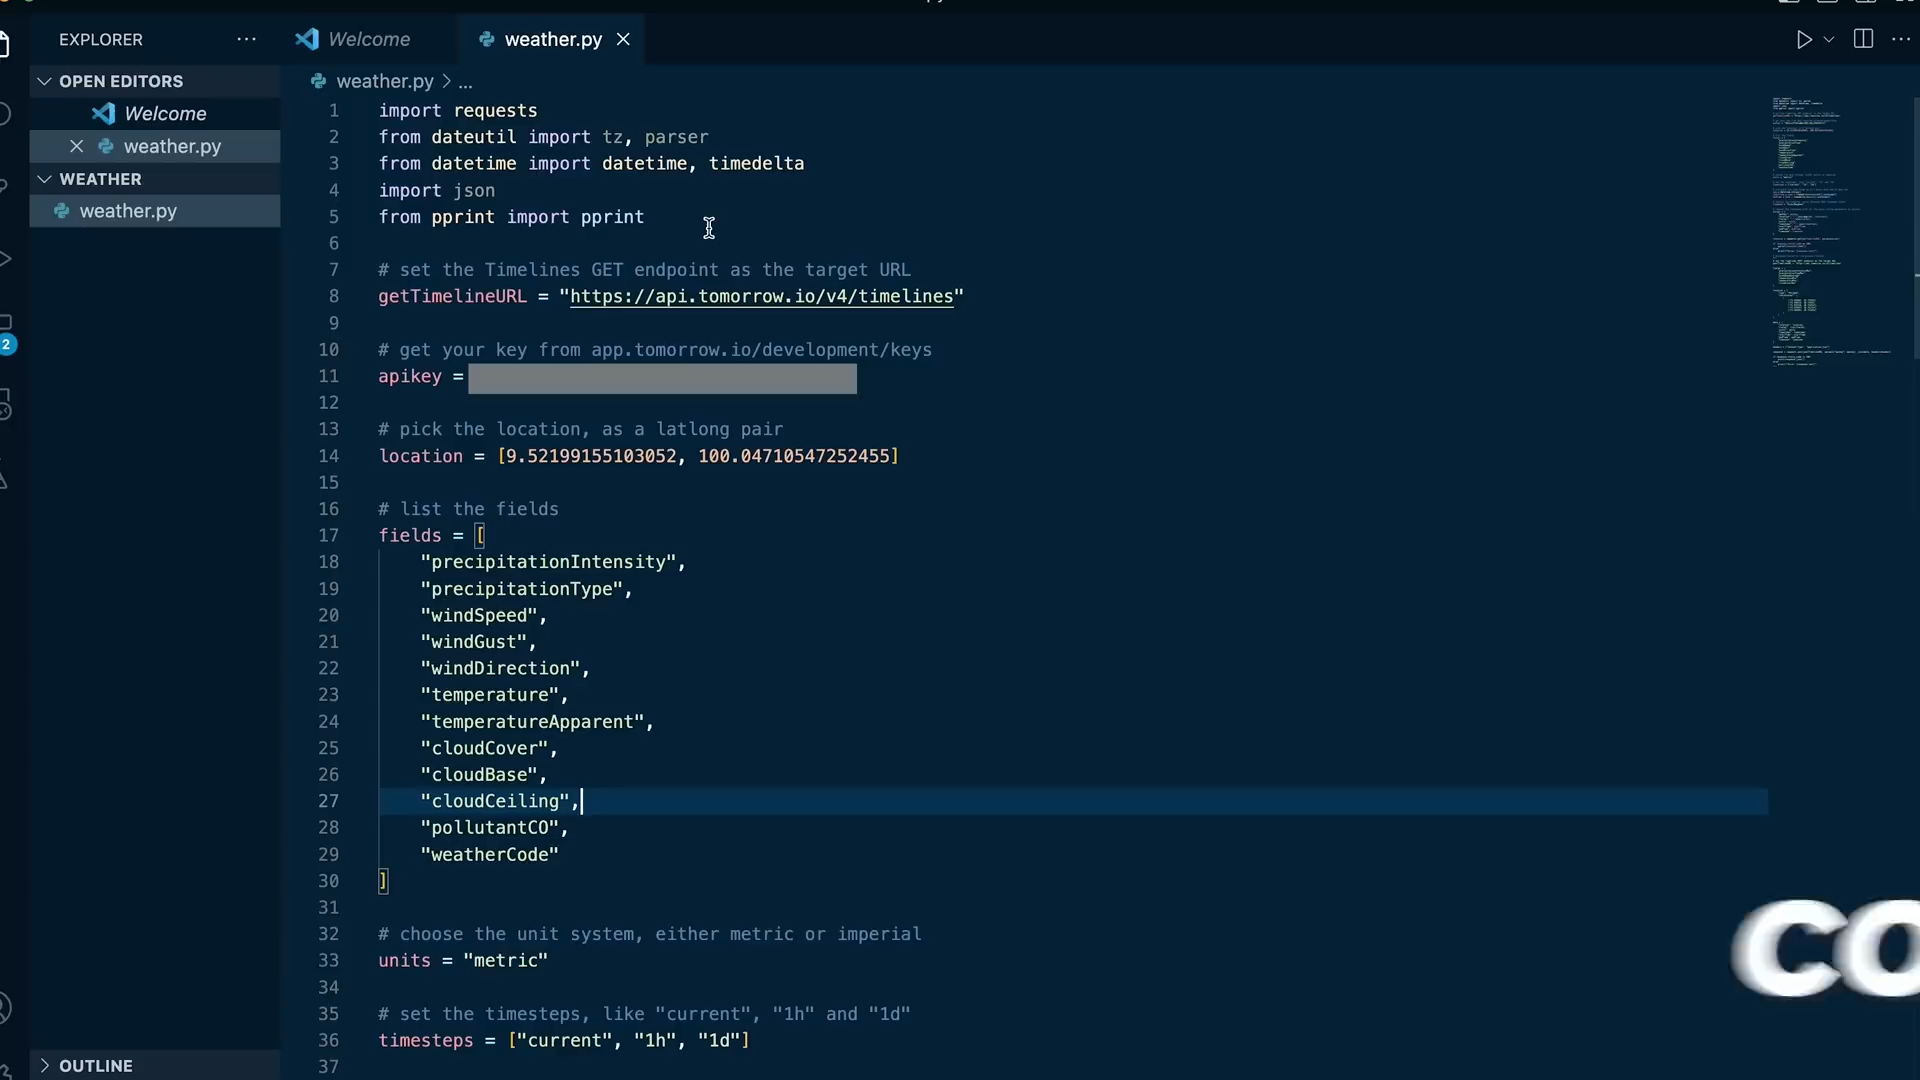 EXPLORER
Welcome
weather.py
OPEN EDITORS
Welcome
weather.py
WEATHER
weather.py
OUTLINE
2
weather.py > ...
1 import requests
2 from dateutil import tz, parser
3 from datetime import datetime, timedelta
4 import json
5 from pprint import pprint
6
7 # set the Timelines GET endpoint as the target URL
8 getTimelineURL = "https://api.tomorrow.io/v4/timelines"
9
10 # get your key from app.tomorrow.io/development/keys
11 apikey =
12
13 # pick the location, as a latlong pair
14 location = [9.52199155103052, 100.04710547252455]
15
16 # list the fields
17 fields = [
18 "precipitationIntensity",
19 "precipitationType",
20 "windSpeed",
21 "windGust",
22 "windDirection",
23 "temperature",
24 "temperatureApparent",
25 "cloudCover",
26 "cloudBase",
27 "cloudCeiling",
28 "pollutantCO",
29 "weatherCode"
30 ]
31
32 # choose the unit system, either metric or imperial
33 units = "metric"
34
35 # set the timesteps, like "current", "1h" and "1d"
36 timesteps = ["current", "1h", "1d"]
37
CO